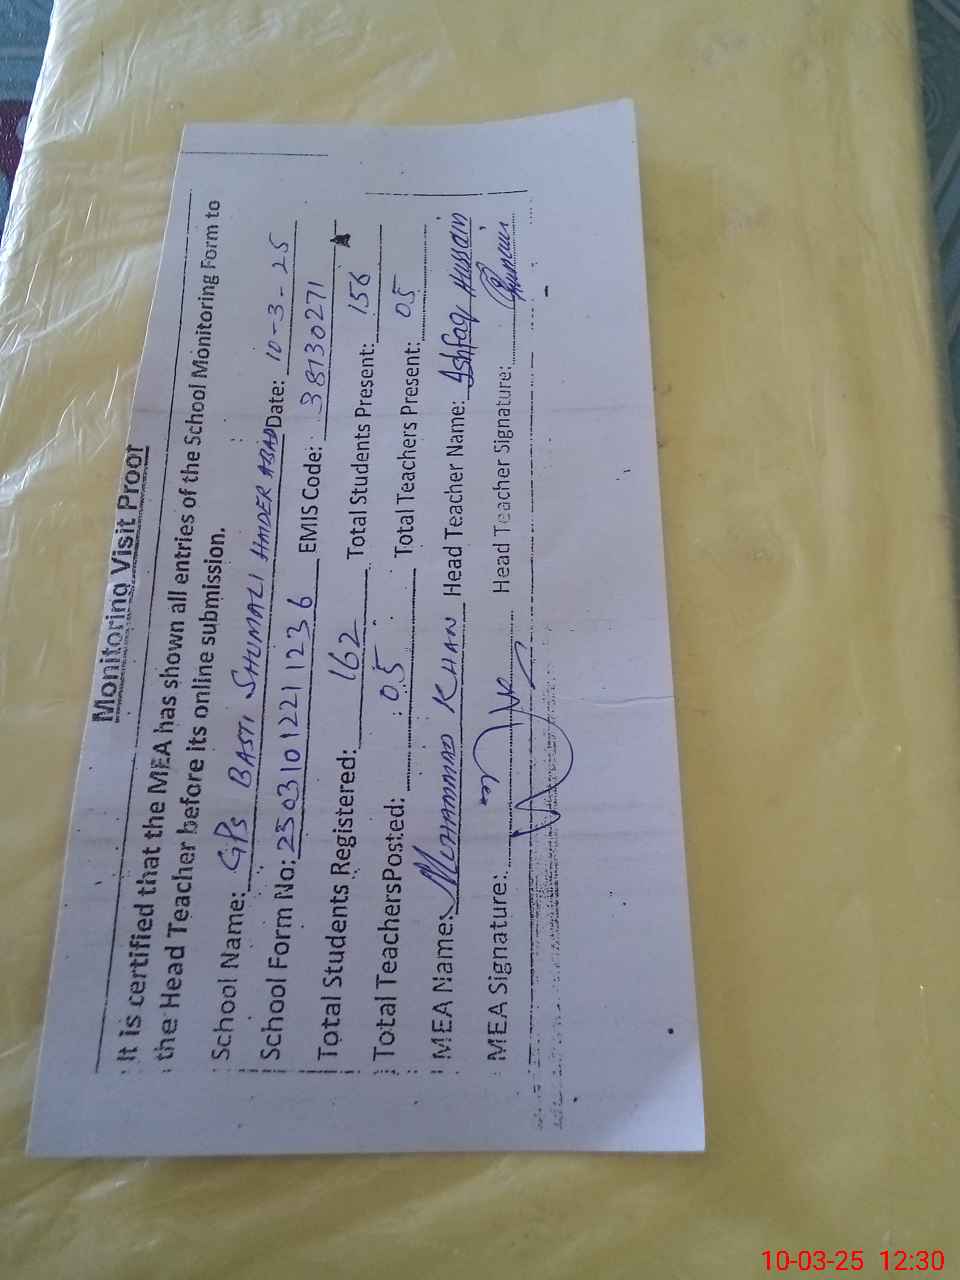 Monitoring Visit Proof
It is certified that the MEA has shown all entries of the School Monitoring Form to
the Head Teacher before its online submission.
School Name: GPS BASTI SHUMALI HAIDER ABAD Date: 10-3-25
School Form No: 25031012211236 EMIS Code: 38130271
Total Students Registered: 162 Total Students Present: 156
Total TeachersPosted: 05 Total Teachers Present: 05
MEA Name: MUHAMMAD KHAN Head Teacher Name: Ashfaq Hussain
MEA Signature: Head Teacher Signature:
10-03-25 12:30